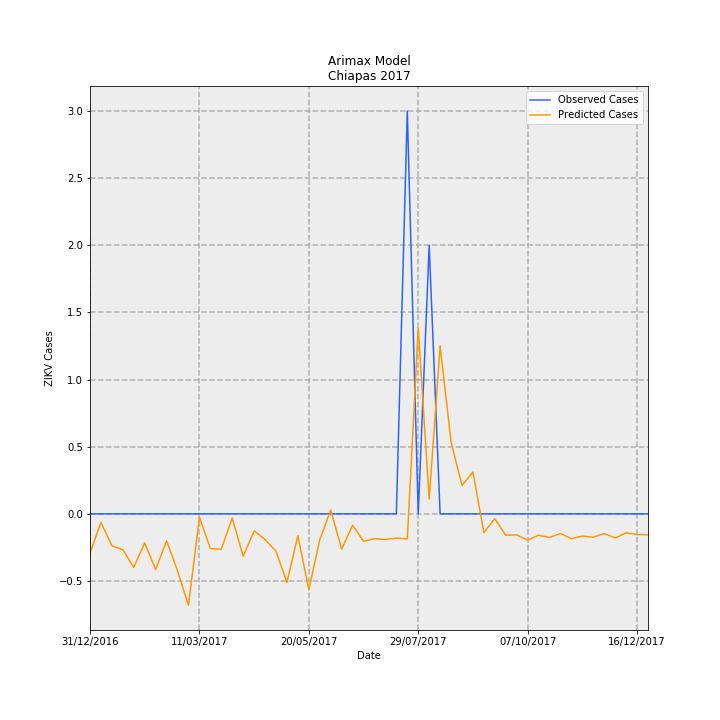 Arimax Model
Chiapas 2017
Observed Cases
Predicted Cases
ZIKV Cases
3.0
2.5
2.0
1.5
1.0
0.5
0.0
−0.5
31/12/2016
11/03/2017
20/05/2017
29/07/2017
07/10/2017
16/12/2017
Date